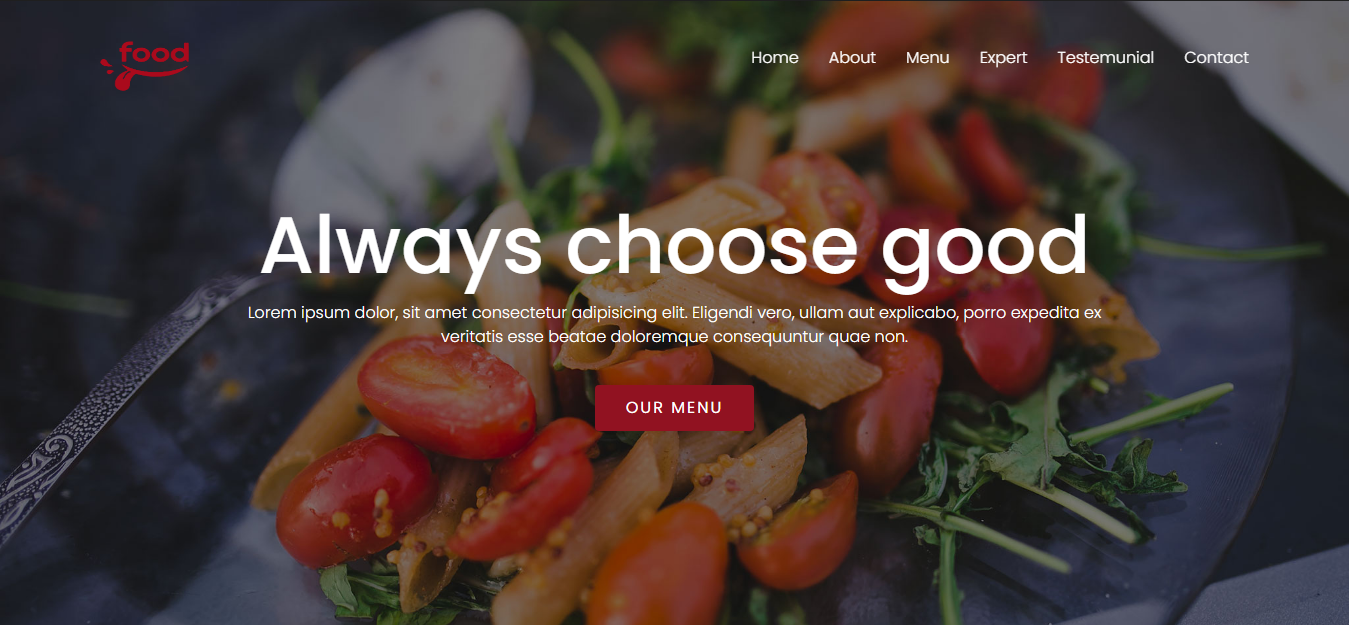 food
Home About Menu Expert Testemunial Contact
Always choose good
Lorem ipsum dolor, sit amet consectetur adipisicing elit. Eligendi vero, ullam aut explicabo, porro expedita ex
veritatis esse beatae doloremque consequuntur quae non.
OUR MENU